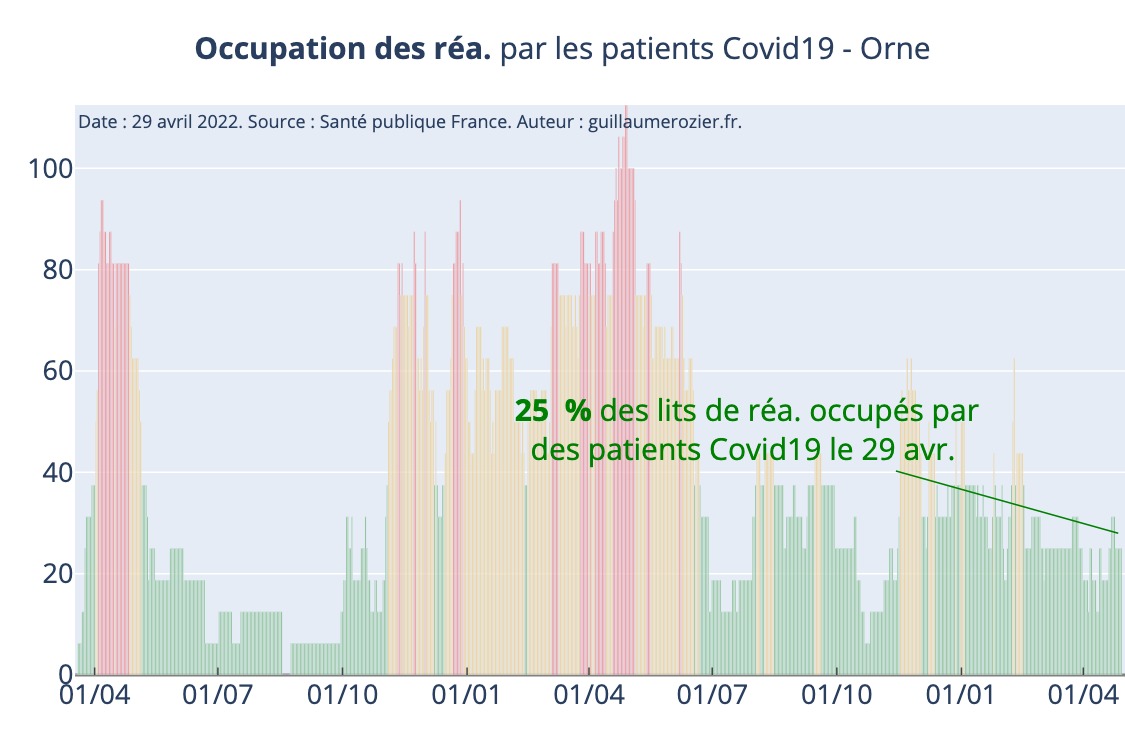 Occupation des réa. par les patients Covid19 - Orne
Date : 29 avril 2022. Source : Santé publique France. Auteur : guillaumerozier.fr.
100
80
60
25 % des lits de réa. occupés par
des patients Covid19 le 29 avr.
40
20
0
01/04 01/07 01/10 01/01 01/04 01/07 01/10 01/01 01/04